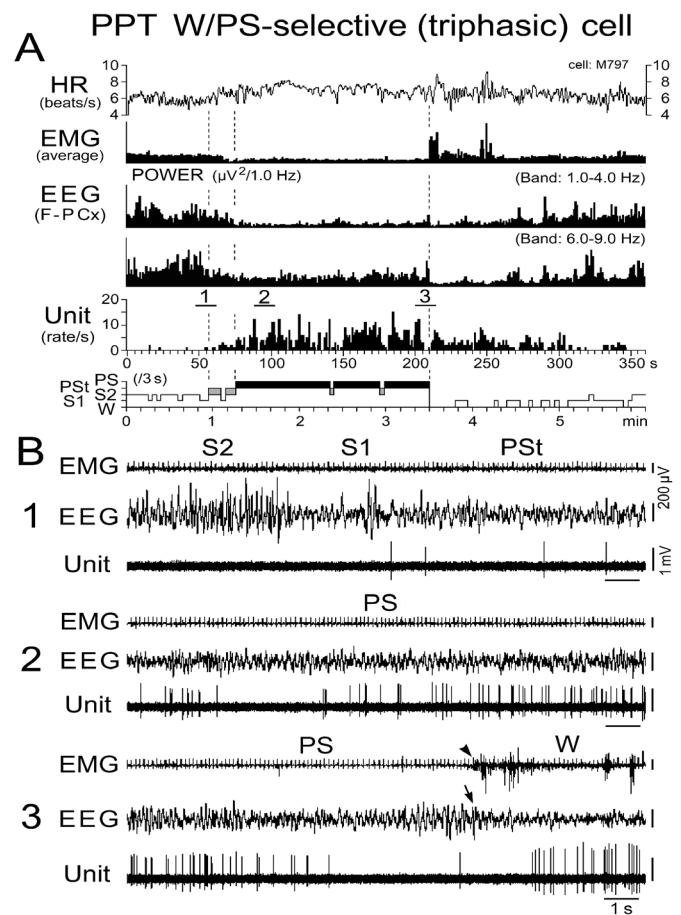 PPT W/PS-selective (triphasic) cell
A
cell: M797
HR
(beats/s)
10
8
6
4
10
8
6
4
EMG
(average)
POWER (µV²/1.0 Hz)
(Band: 1.0-4.0 Hz)
EEG
(F-PCx)
(Band: 6.0-9.0 Hz)
1 2 3
Unit
(rate/s)
20
10
0
0 50 100 150 200 250 300 350 s
(/3 s)
PSt PS
S1 S2
W
0 1 2 3 4 5 min
B
S2 S1 PSt
EMG
200 µV
1 EEG
Unit
1 mV
PS
EMG
2 EEG
Unit
PS W
EMG
3 EEG
Unit
1 s